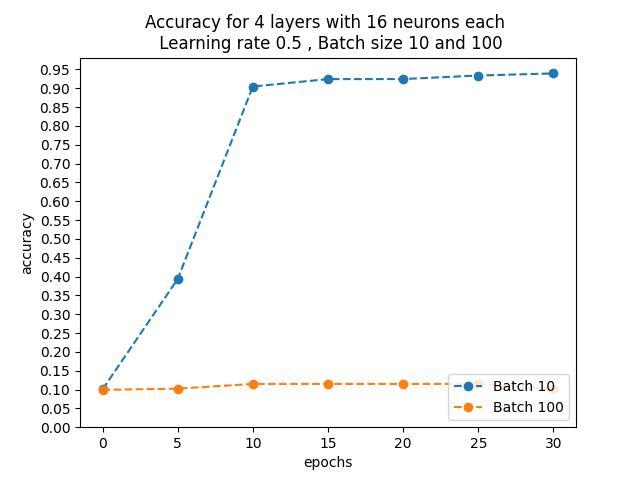 Accuracy for 4 layers with 16 neurons each
Learning rate 0.5 , Batch size 10 and 100
0.95
0.90
0.85
0.80
0.75
0.70
0.65
0.60
0.55
0.50
0.45
0.40
0.35
0.30
0.25
0.20
0.15
0.10
0.05
0.00
accuracy
Batch 10
Batch 100
0 5 10 15 20 25 30
epochs